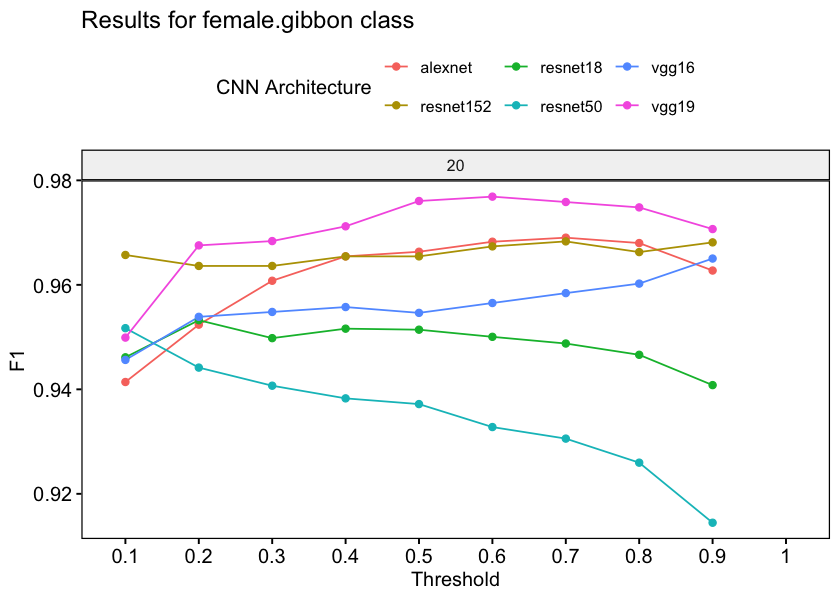 Results for female.gibbon class
CNN Architecture
alexnet resnet18 vgg16
resnet152 resnet50 vgg19
20
0.98
0.96
0.94
0.92
F1
0.1 0.2 0.3 0.4 0.5 0.6 0.7 0.8 0.9 1
Threshold